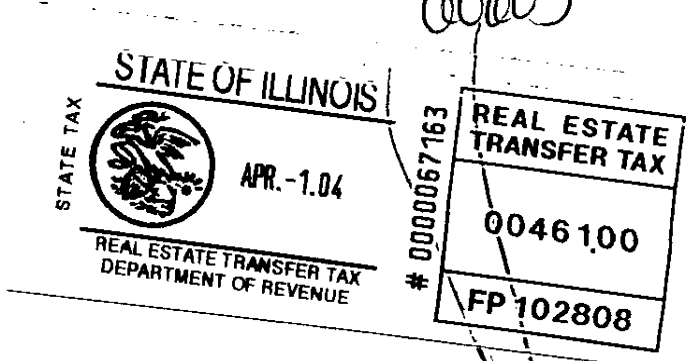 STATE OF ILLINOIS
STATE TAX
APR.-1.04
REAL ESTATE TRANSFER TAX
DEPARTMENT OF REVENUE
# 0000067163
REAL ESTATE
TRANSFER TAX
0046100
FP 102808